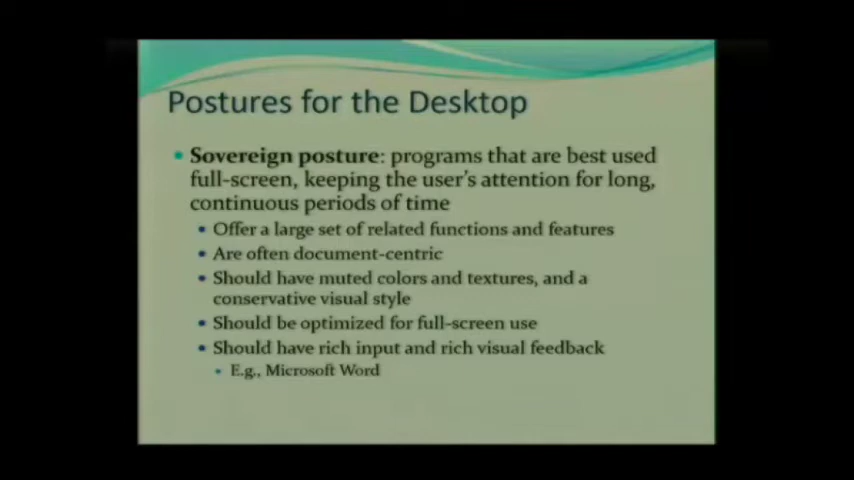 Postures for the Desktop
• Sovereign posture: programs that are best used
full-screen, keeping the user's attention for long,
continuous periods of time
• Offer a large set of related functions and features
• Are often document-centric
• Should have muted colors and textures, and a
conservative visual style
• Should be optimized for full-screen use
• Should have rich input and rich visual feedback
• E.g., Microsoft Word